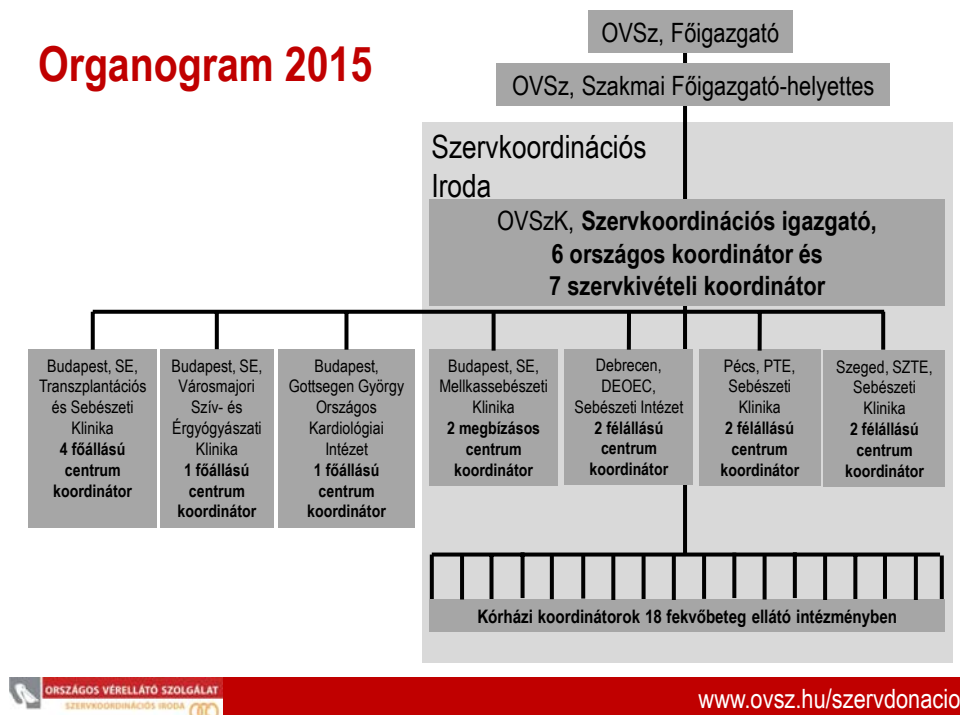 Organogram 2015
OVSz, Főigazgató
OVSz, Szakmai Főigazgató-helyettes
Szervkoordinációs
Iroda
OVSzK, Szervkoordinációs igazgató,
6 országos koordinátor és
7 szervkivételi koordinátor
Budapest, SE,
Transzplantációs
és Sebészeti
Klinika
4 főállású
centrum
koordinátor
Budapest, SE,
Városmajori
Szív- és
Érgyógyászati
Klinika
1 főállású
centrum
koordinátor
Budapest,
Gottsegen György
Országos
Kardiológiai
Intézet
1 főállású
centrum
koordinátor
Budapest, SE,
Mellkassebészeti
Klinika
2 megbízásos
centrum
koordinátor
Debrecen,
DEOEC,
Sebészeti Intézet
2 félállású
centrum
koordinátor
Pécs, PTE,
Sebészeti
Klinika
2 félállású
centrum
koordinátor
Szeged, SZTE,
Sebészeti
Klinika
2 félállású
centrum
koordinátor
Kórházi koordinátorok 18 fekvőbeteg ellátó intézményben
ORSZÁGOS VÉRELLÁTÓ SZOLGÁLAT
SZERVKOORDINÁCIÓS IRODA
www.ovsz.hu/szervdonacio